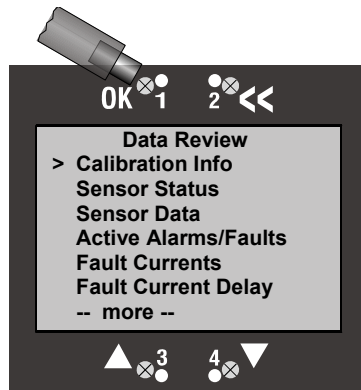 OK 1 2 <<
Data Review
> Calibration Info
Sensor Status
Sensor Data
Active Alarms/Faults
Fault Currents
Fault Current Delay
-- more --
3 4